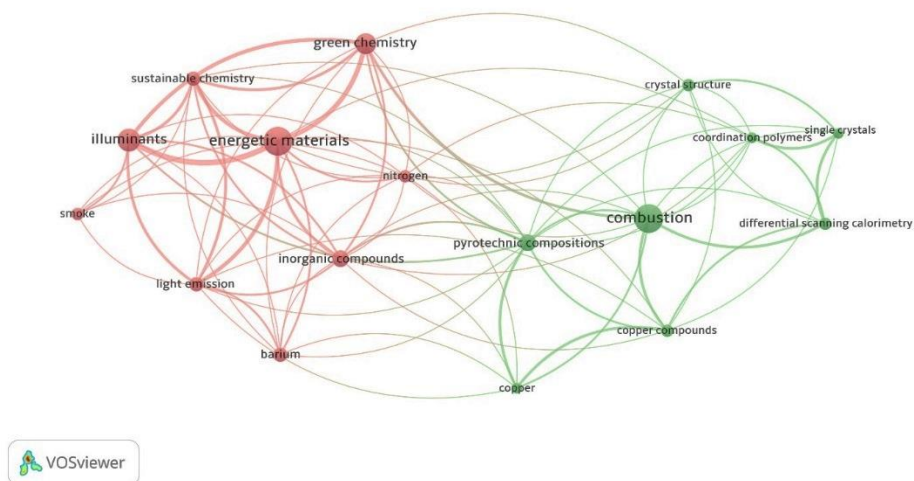 green chemistry
sustainable chemistry
crystal structure
illuminants
energetic materials
coordination polymers
single crystals
nitrogen
smoke
combustion
differential scanning calorimetry
pyrotechnic compositions
inorganic compounds
light emission
copper compounds
barium
copper
VOSviewer